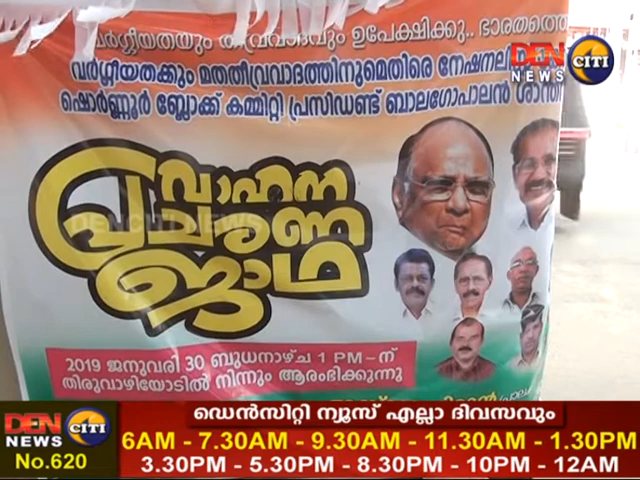 വർഗ്ഗീയതയും തീവ്രവാദവും ഉപേക്ഷിക്കൂ.. ഭാരതത്തെ
വർഗ്ഗീയതക്കും മതതീവ്രവാദത്തിനുമെതിരെ നേഷനല
ഷൊർണ്ണൂർ ബ്ലോക്ക് കമ്മിറ്റി പ്രസിഡണ്ട് ബാലഗോപാലൻ ശാന്തി
DEN CITI
NEWS
വാഹന
പ്രചരണ
ജാഥ
DENCITI NEWS
2019 ജനുവരി 30 ബുധനാഴ്ച 1 PM-ന്
തിരുവാഴിയോടിൽ നിന്നും ആരംഭിക്കുന്നു
DEN CITI
NEWS
No.620
ഡെൻസിറ്റി ന്യൂസ് എല്ലാ ദിവസവും
6AM - 7.30AM - 9.30AM - 11.30AM - 1.30PM
3.30PM - 5.30PM - 8.30PM - 10PM - 12AM